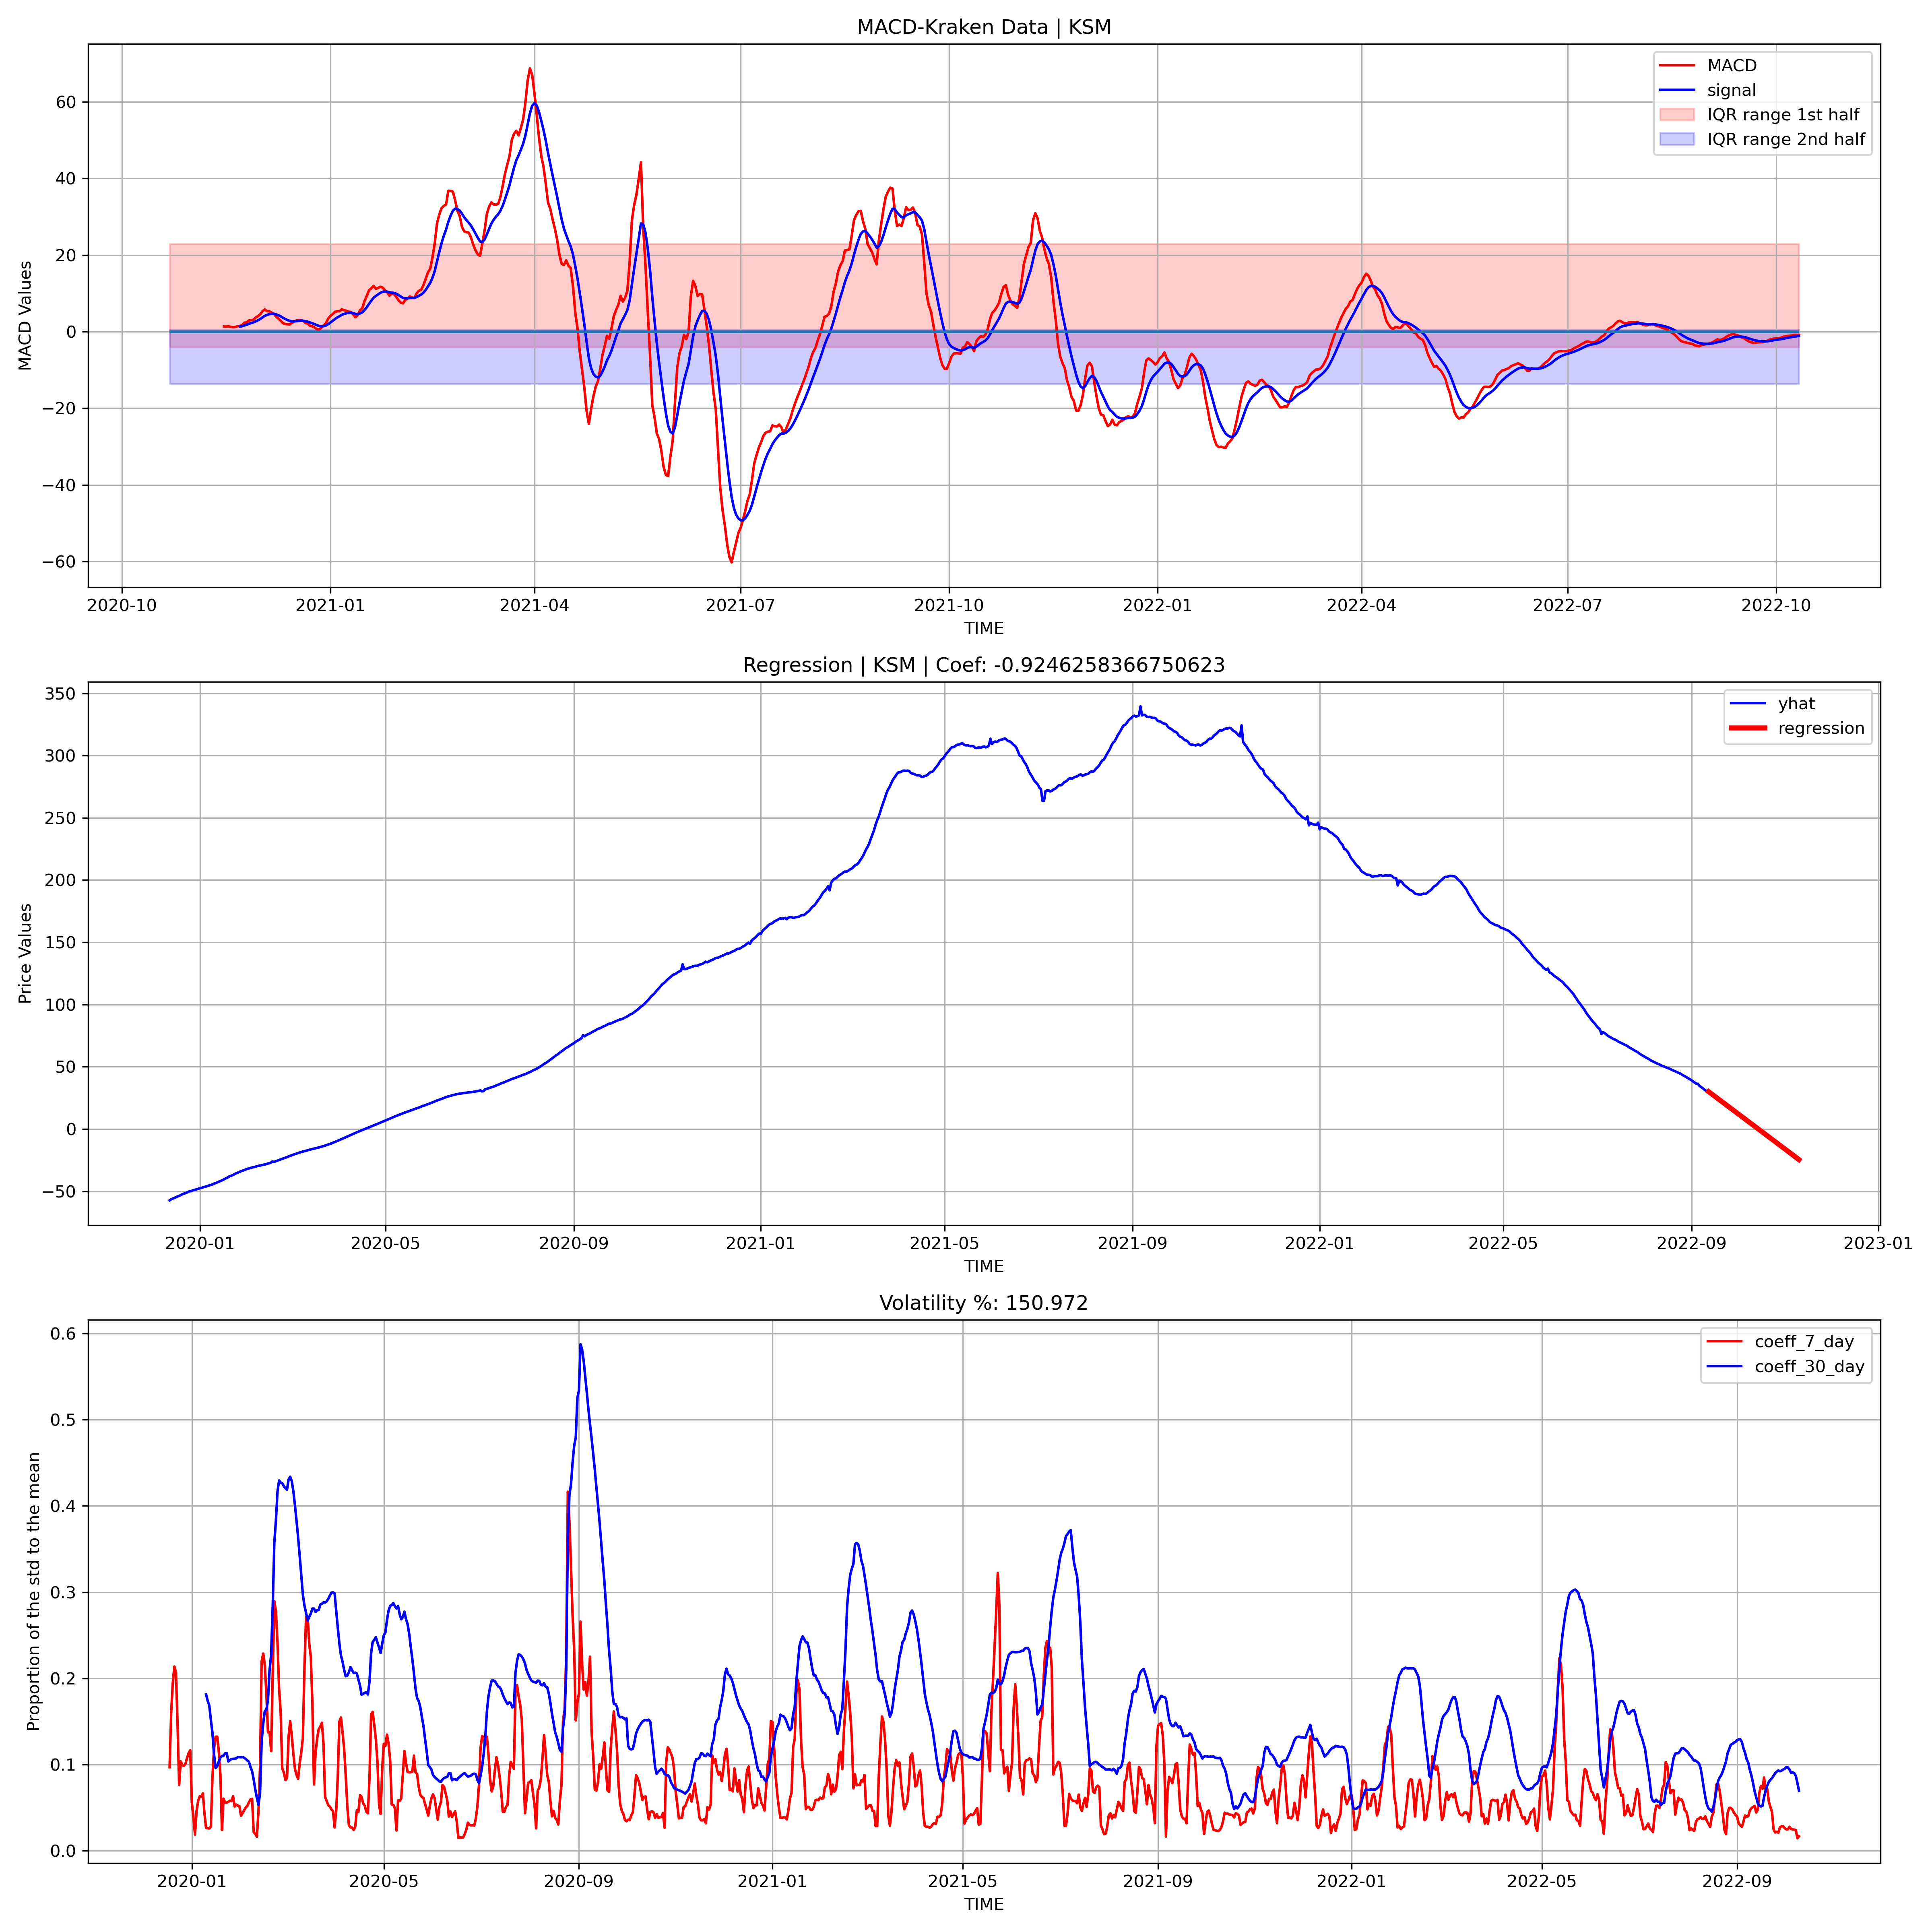 MACD-Kraken Data | KSM
MACD Values
60
40
20
0
−20
−40
−60
MACD
signal
IQR range 1st half
IQR range 2nd half
2020-10 2021-01 2021-04 2021-07 2021-10 2022-01 2022-04 2022-07 2022-10
TIME
Regression | KSM | Coef: -0.9246258366750623
Price Values
350
300
250
200
150
100
50
0
−50
yhat
regression
2020-01 2020-05 2020-09 2021-01 2021-05 2021-09 2022-01 2022-05 2022-09 2023-01
TIME
Volatility %: 150.972
Proportion of the std to the mean
0.6
0.5
0.4
0.3
0.2
0.1
0.0
coeff_7_day
coeff_30_day
2020-01 2020-05 2020-09 2021-01 2021-05 2021-09 2022-01 2022-05 2022-09
TIME